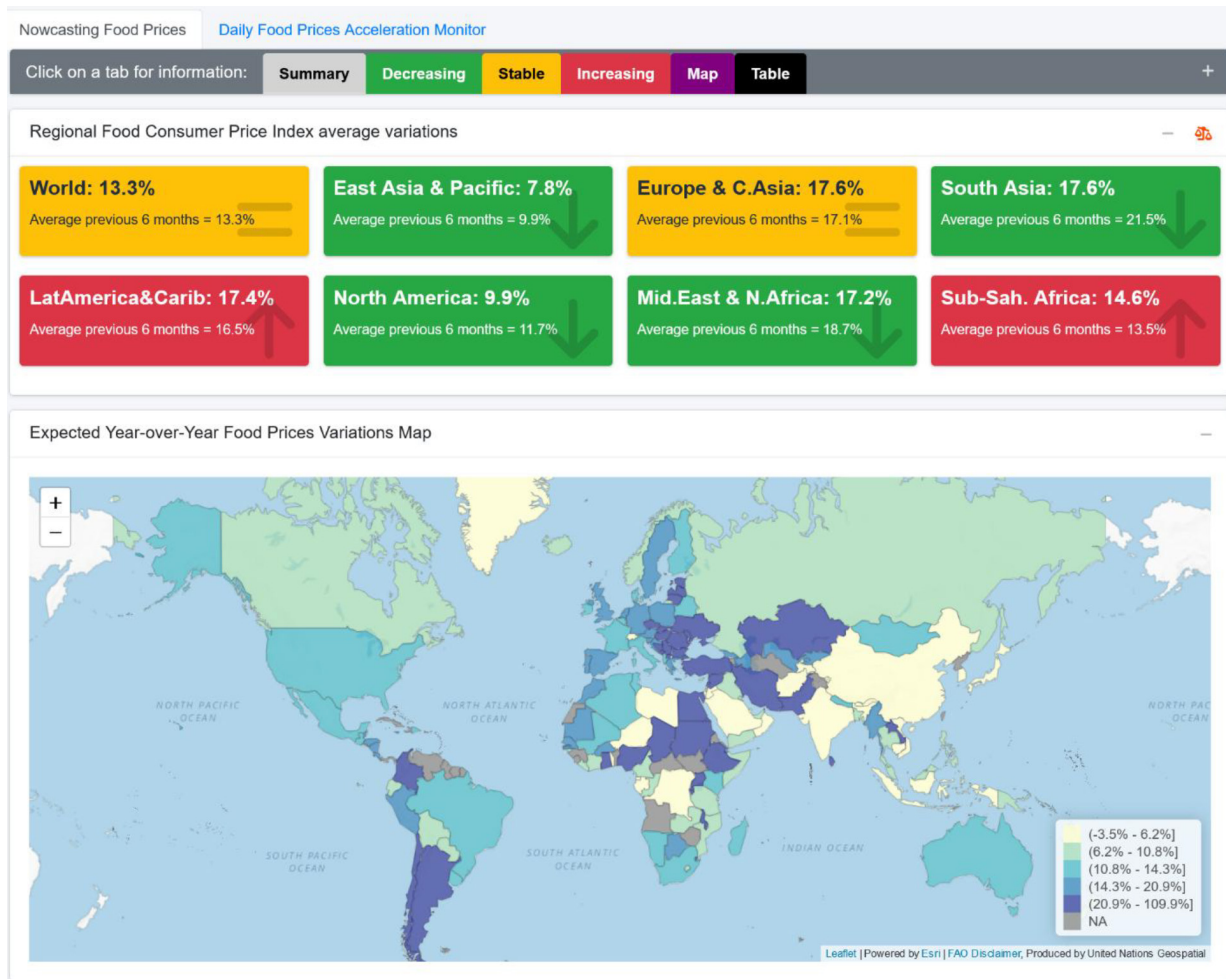 Nowcasting Food Prices Daily Food Prices Acceleration Monitor
Click on a tab for information: Summary Decreasing Stable Increasing Map Table +
Regional Food Consumer Price Index average variations
World: 13.3%
Average previous 6 months = 13.3%
East Asia & Pacific: 7.8%
Average previous 6 months = 9.9%
Europe & C.Asia: 17.6%
Average previous 6 months = 17.1%
South Asia: 17.6%
Average previous 6 months = 21.5%
LatAmerica&Carib: 17.4%
Average previous 6 months = 16.5%
North America: 9.9%
Average previous 6 months = 11.7%
Mid.East & N.Africa: 17.2%
Average previous 6 months = 18.7%
Sub-Sah. Africa: 14.6%
Average previous 6 months = 13.5%
Expected Year-over-Year Food Prices Variations Map
+
−
NORTH PACIFIC
OCEAN
NORTH ATLANTIC
OCEAN
NORTH PAC
OCEAN
SOUTH PACIFIC
OCEAN
SOUTH ATLANTIC
OCEAN
INDIAN OCEAN
(-3.5% - 6.2%]
(6.2% - 10.8%]
(10.8% - 14.3%]
(14.3% - 20.9%]
(20.9% - 109.9%]
NA
Leaflet | Powered by Esri | FAO Disclaimer, Produced by United Nations Geospatial